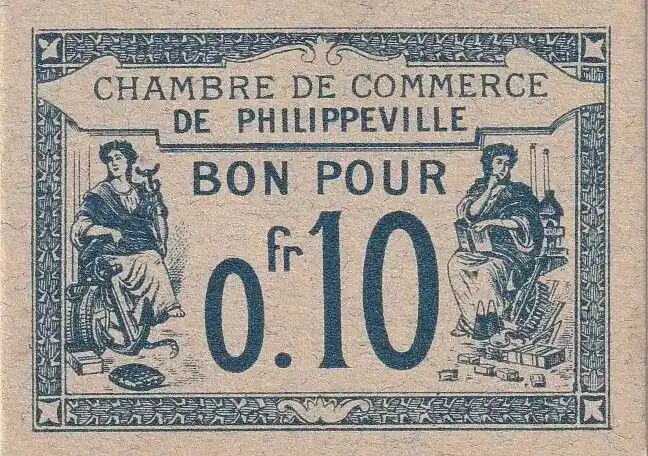 CHAMBRE DE COMMERCE
DE PHILIPPEVILLE
BON POUR
fr
0.10